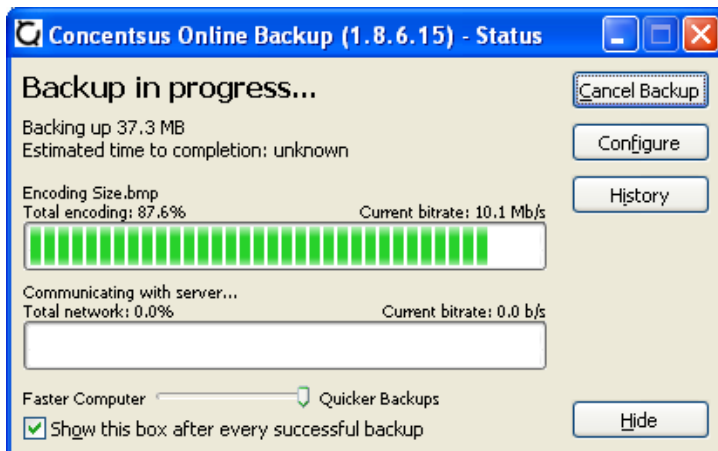 Concentsus Online Backup (1.8.6.15) - Status
Backup in progress...
Cancel Backup
Backing up 37.3 MB
Estimated time to completion: unknown
Configure
Encoding Size.bmp
Total encoding: 87.6% Current bitrate: 10.1 Mb/s
History
Communicating with server...
Total network: 0.0% Current bitrate: 0.0 b/s
Faster Computer Quicker Backups
Show this box after every successful backup
Hide